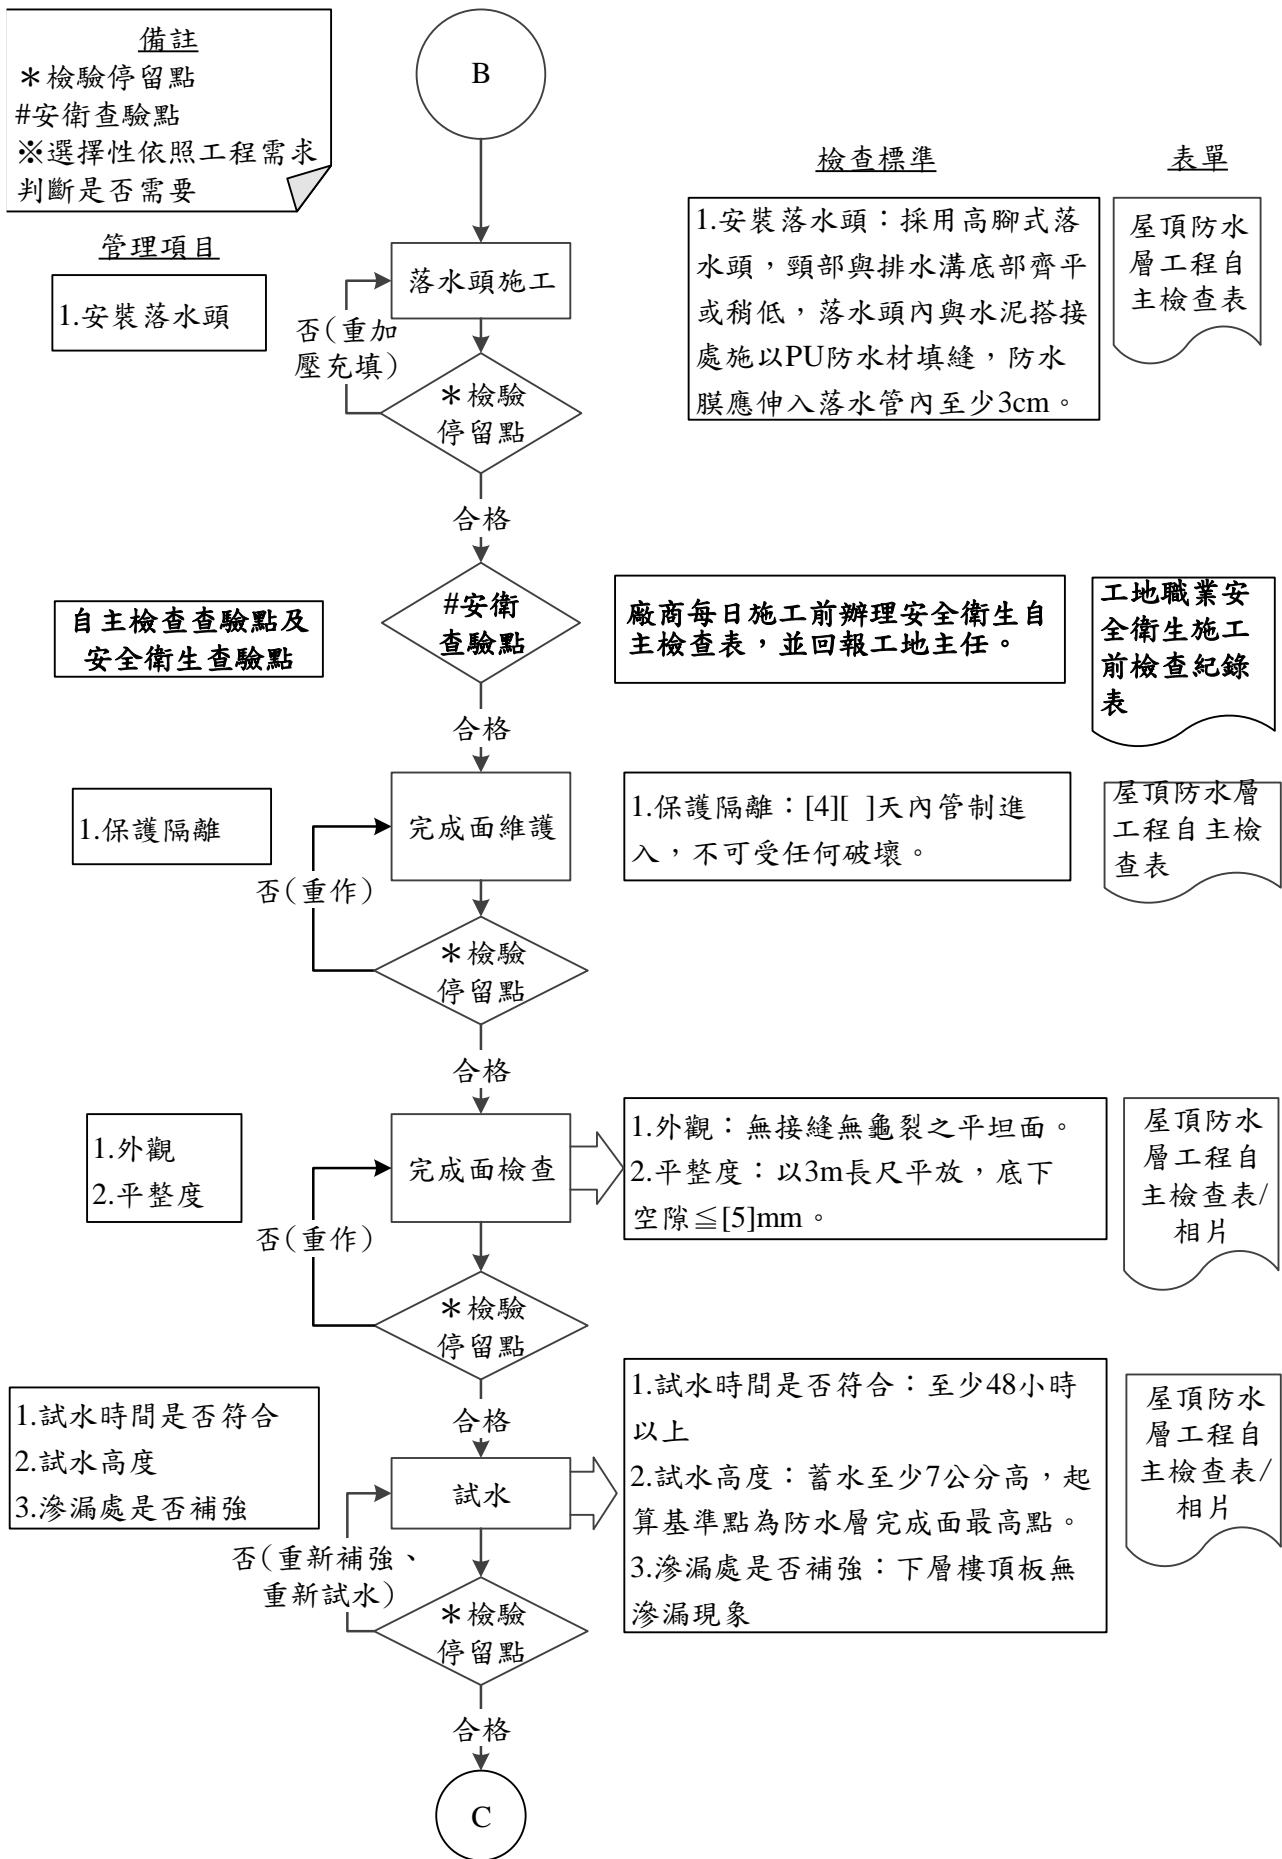 備註
＊檢驗停留點
#安衛查驗點
※選擇性依照工程需求
判斷是否需要
B
管理項目
檢查標準
表單
1.安裝落水頭
落水頭施工
1.安裝落水頭：採用高腳式落
水頭，頸部與排水溝底部齊平
或稍低，落水頭內與水泥搭接
處施以PU防水材填縫，防水
膜應伸入落水管內至少3cm。
屋頂防水
層工程自
主檢查表
否(重加
壓充填)
＊檢驗
停留點
合格
自主檢查查驗點及
安全衛生查驗點
#安衛
查驗點
廠商每日施工前辦理安全衛生自
主檢查表，並回報工地主任。
工地職業安
全衛生施工
前檢查紀錄
表
合格
1.保護隔離
完成面維護
1.保護隔離：[4][ ]天內管制進
入，不可受任何破壞。
屋頂防水層
工程自主檢
查表
否(重作)
＊檢驗
停留點
合格
1.外觀
2.平整度
完成面檢查
1.外觀：無接縫無龜裂之平坦面。
2.平整度：以3m長尺平放，底下
空隙≦[5]mm。
屋頂防水
層工程自
主檢查表/
相片
否(重作)
＊檢驗
停留點
合格
1.試水時間是否符合
2.試水高度
3.滲漏處是否補強
試水
1.試水時間是否符合：至少48小時
以上
2.試水高度：蓄水至少7公分高，起
算基準點為防水層完成面最高點。
3.滲漏處是否補強：下層樓頂板無
滲漏現象
屋頂防水
層工程自
主檢查表/
相片
否(重新補強、
重新試水)
＊檢驗
停留點
合格
C